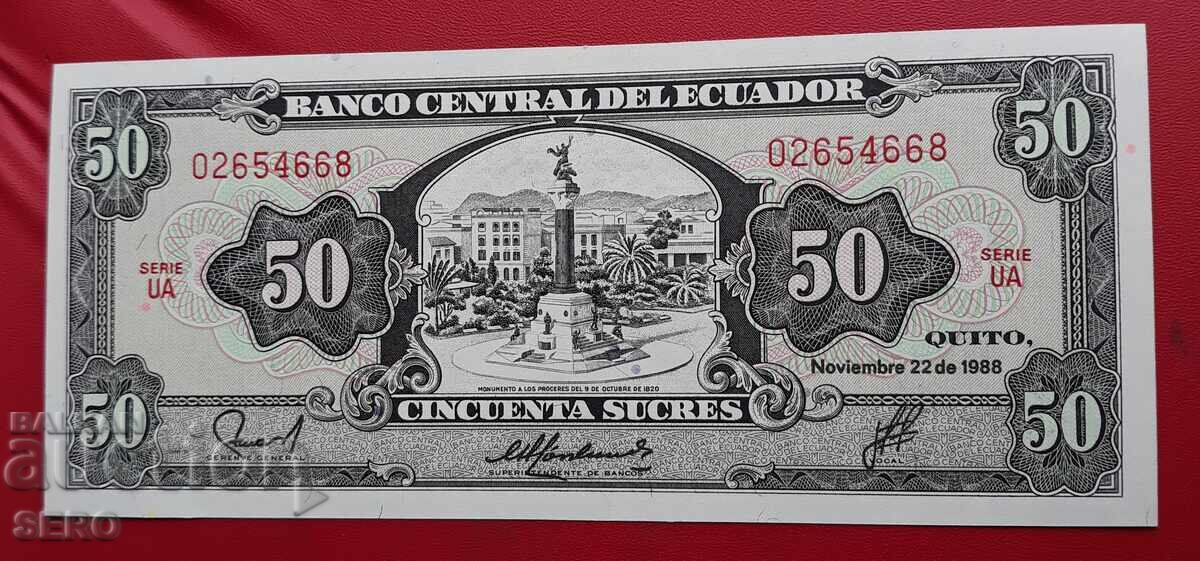 BANCO CENTRAL DEL ECUADOR
50
50
02654668
02654668
50
50
SERIE
UA
SERIE
UA
QUITO,
Noviembre 22 de 1988
MONUMENTO A LOS PROCERES DEL 9 DE OCTUBRE DE 1820
CINCUENTA SUCRES
50
50
GERENTE GENERAL
SUPERINTENDENTE DE BANCOS
VOCAL
BALKAN
auction
SERO